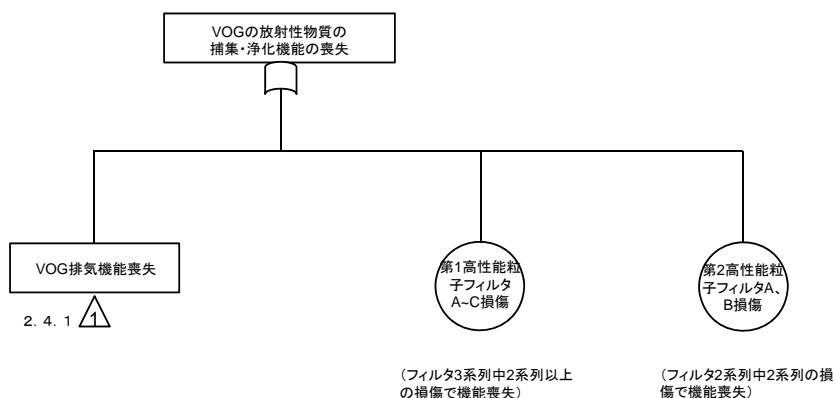 VOGの放射性物質の
捕集・浄化機能の喪失
VOG排気機能喪失
2.4.1
1
第1高性能粒
子フィルタ
A~C損傷
第2高性能粒
子フィルタA、
B損傷
(フィルタ3系列中2系列以上
の損傷で機能喪失)
(フィルタ2系列中2系列の損
傷で機能喪失)